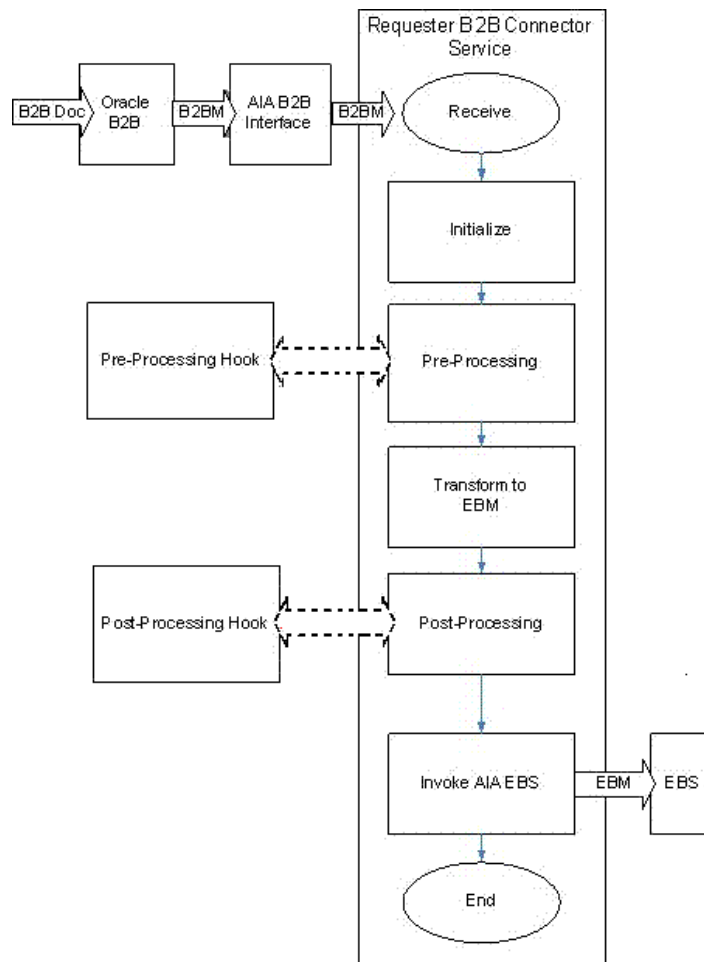 Requester B2B Connector
Service
B2B Doc
Oracle
B2B
B2BM
AIA B2B
Interface
B2BM
Receive
Initialize
Pre-Processing Hook
Pre-Processing
Transform to
EBM
Post-Processing Hook
Post-Processing
Invoke AIA EBS
EBM
EBS
End